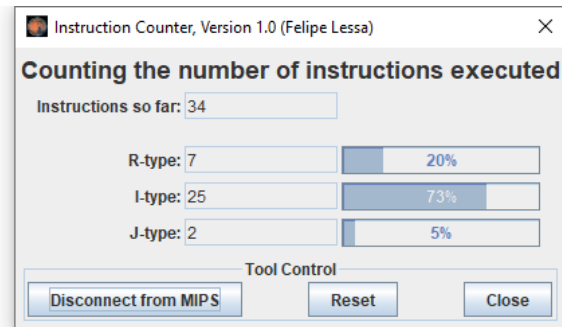 Instruction Counter, Version 1.0 (Felipe Lessa)
Counting the number of instructions executed
Instructions so far: 34
R-type: 7 20%
I-type: 25 73%
J-type: 2 5%
Tool Control
Disconnect from MIPS Reset Close